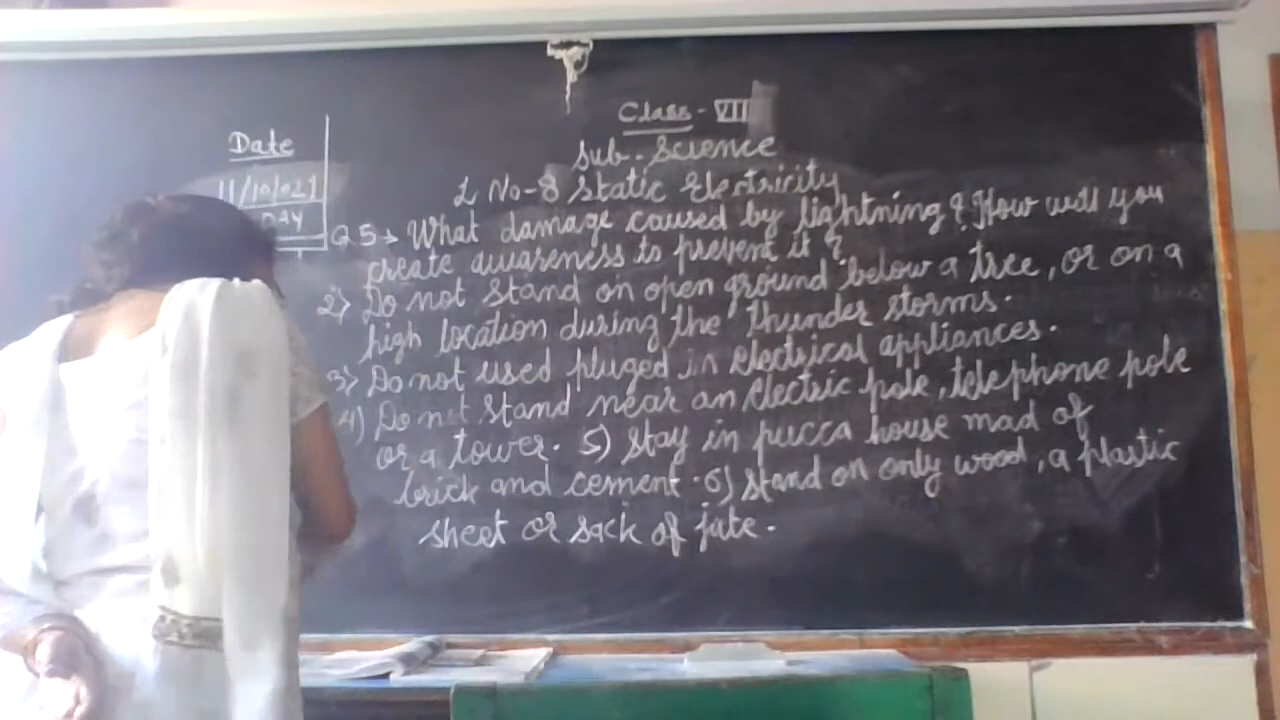 Class - VII
Sub - Science
L No-8 Static Electricity
Date
11/10/021
DAY
Q 5→ What damage caused by lightning? How will you
create awareness to prevent it?
2) Do not stand on open ground below a tree, or on a
high location during the thunder storms.
3) Do not used pluged in electrical appliances.
4) Do not stand near an electric pole, telephone pole
or a tower. 5) Stay in pucca house mad of
brick and cement. 6) stand on only wood, a plastic
sheet or sack of jute.